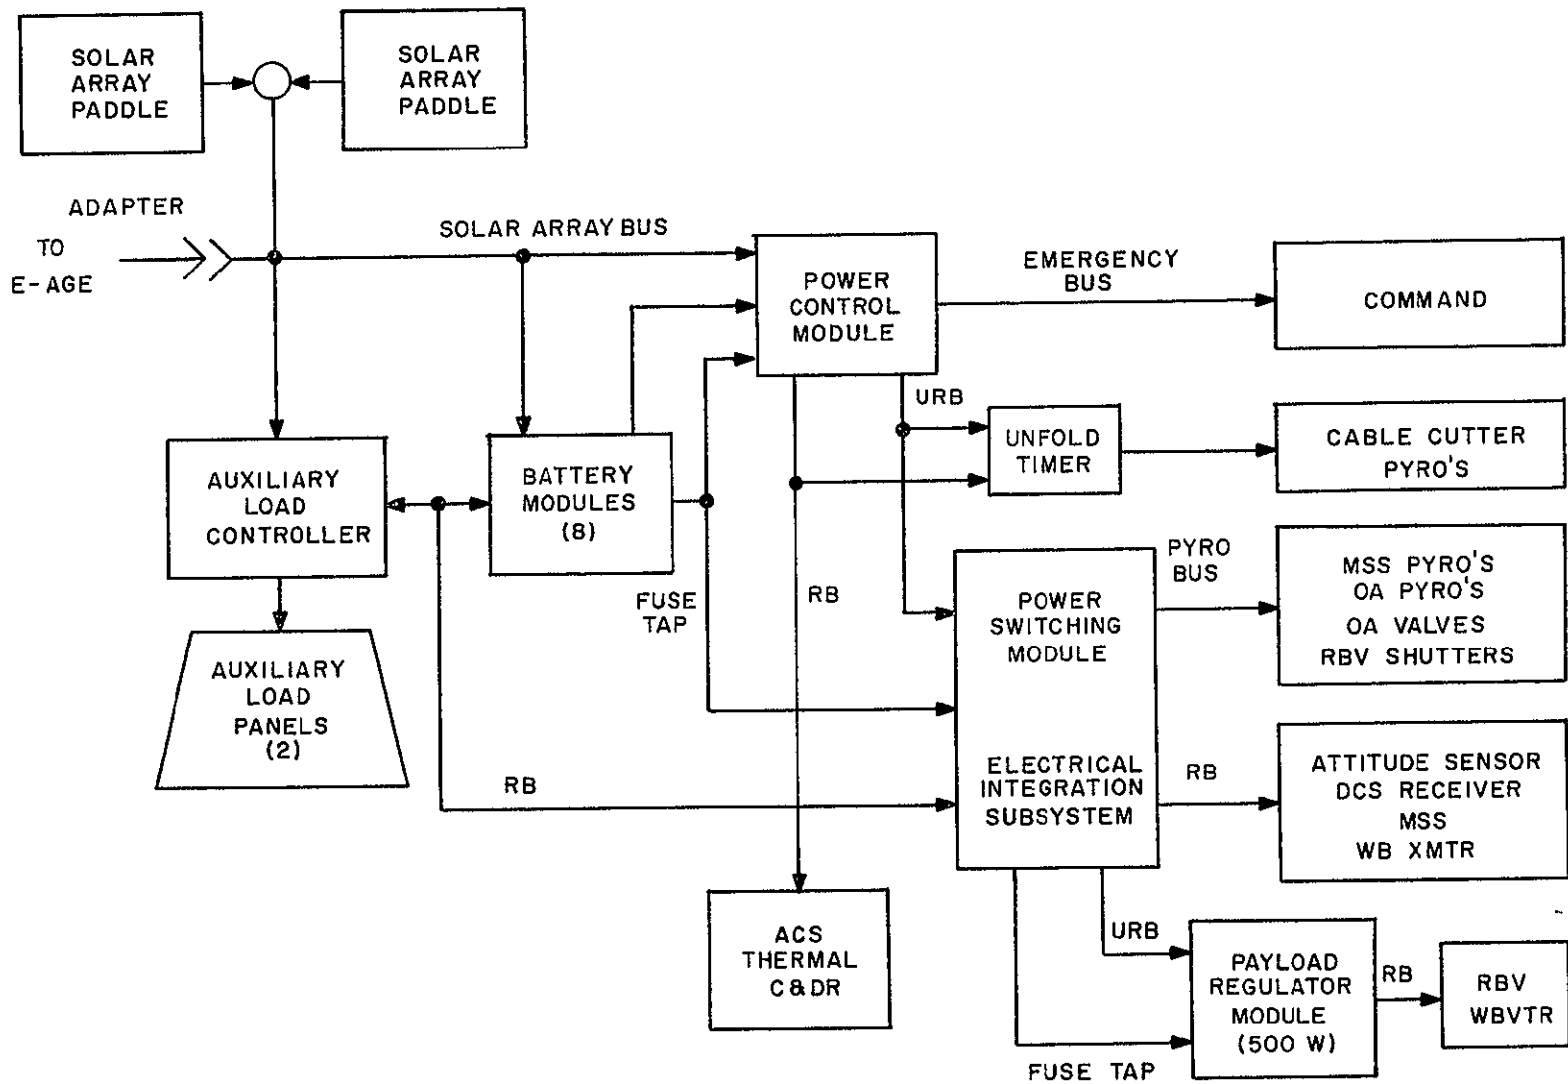 SOLAR
ARRAY
PADDLE
SOLAR
ARRAY
PADDLE
ADAPTER
TO
E-AGE
SOLAR ARRAY BUS
POWER
CONTROL
MODULE
EMERGENCY
BUS
COMMAND
URB
UNFOLD
TIMER
CABLE CUTTER
PYRO'S
AUXILIARY
LOAD
CONTROLLER
BATTERY
MODULES
(8)
FUSE
TAP
RB
AUXILIARY
LOAD
PANELS
(2)
RB
POWER
SWITCHING
MODULE
ELECTRICAL
INTEGRATION
SUBSYSTEM
PYRO
BUS
MSS PYRO'S
OA PYRO'S
OA VALVES
RBV SHUTTERS
RB
ATTITUDE SENSOR
DCS RECEIVER
MSS
WB XMTR
ACS
THERMAL
C&DR
URB
FUSE TAP
PAYLOAD
REGULATOR
MODULE
(500 W)
RB
RBV
WBVTR